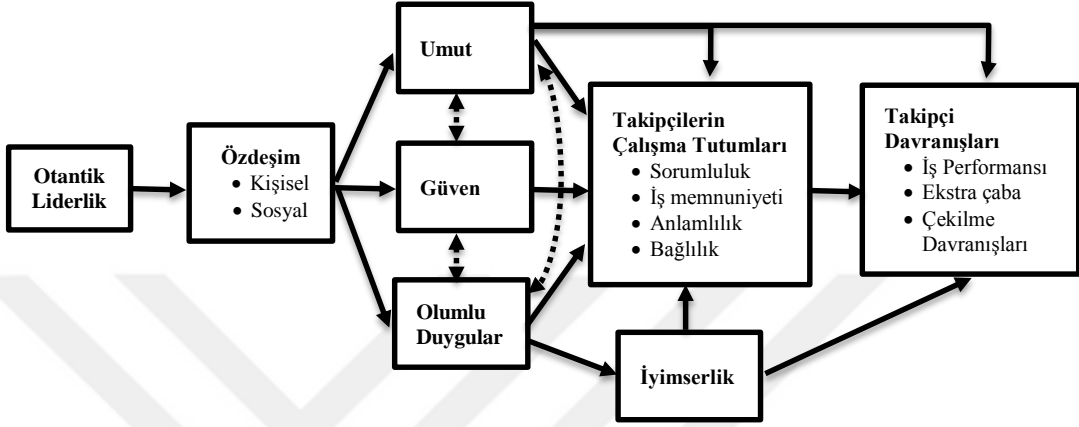 Otantik
Liderlik
Özdeşim
• Kişisel
• Sosyal
Umut
Güven
Olumlu
Duygular
Takipçilerin
Çalışma Tutumları
• Sorumluluk
• İş memnuniyeti
• Anlamlılık
• Bağlılık
İyimserlik
Takipçi
Davranışları
• İş Performansı
• Ekstra çaba
• Çekilme
Davranışları